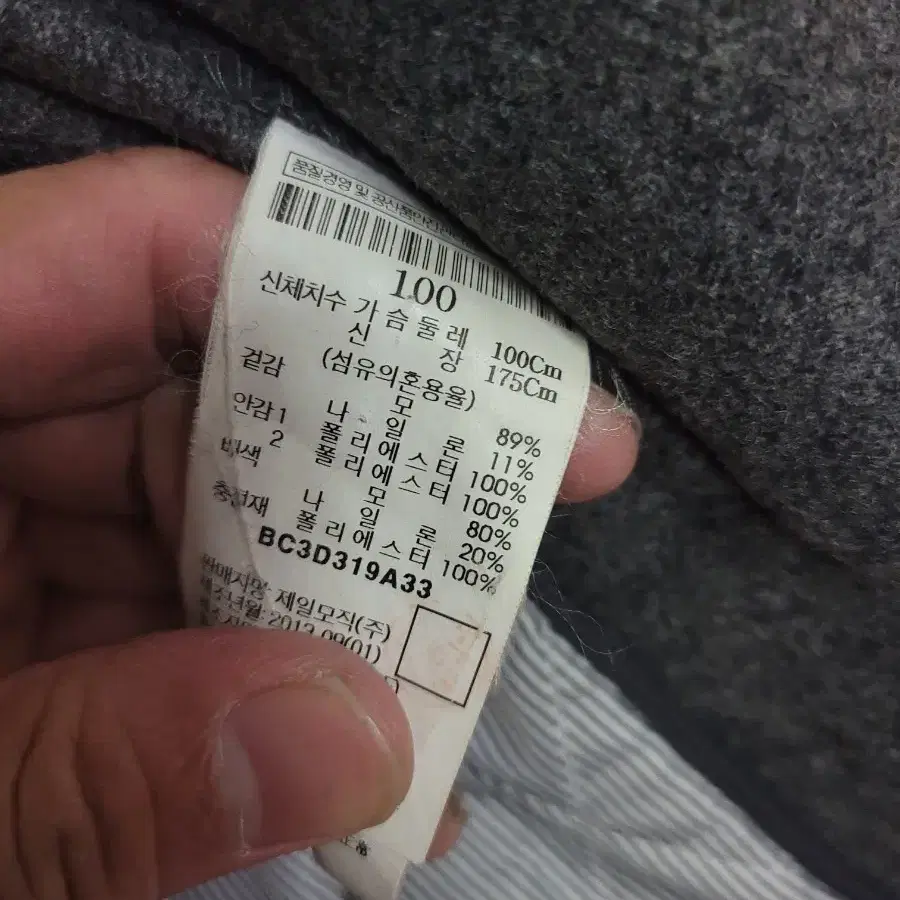 품질경영 및 공산품안전관
100
신체치수 가 슴 둘 레 100Cm
신 장 175Cm
(섬유의혼용율)
겉감 모 89%
나 일 론 11%
안감1 폴 리 에 스 터 100%
2 폴 리 에 스 터 100%
배색 모 80%
나 일 론 20%
충전재 폴 리 에 스 터 100%
BC3D319A33
판매자명: 제일모직(주)
제조년월: 2013.09(01)